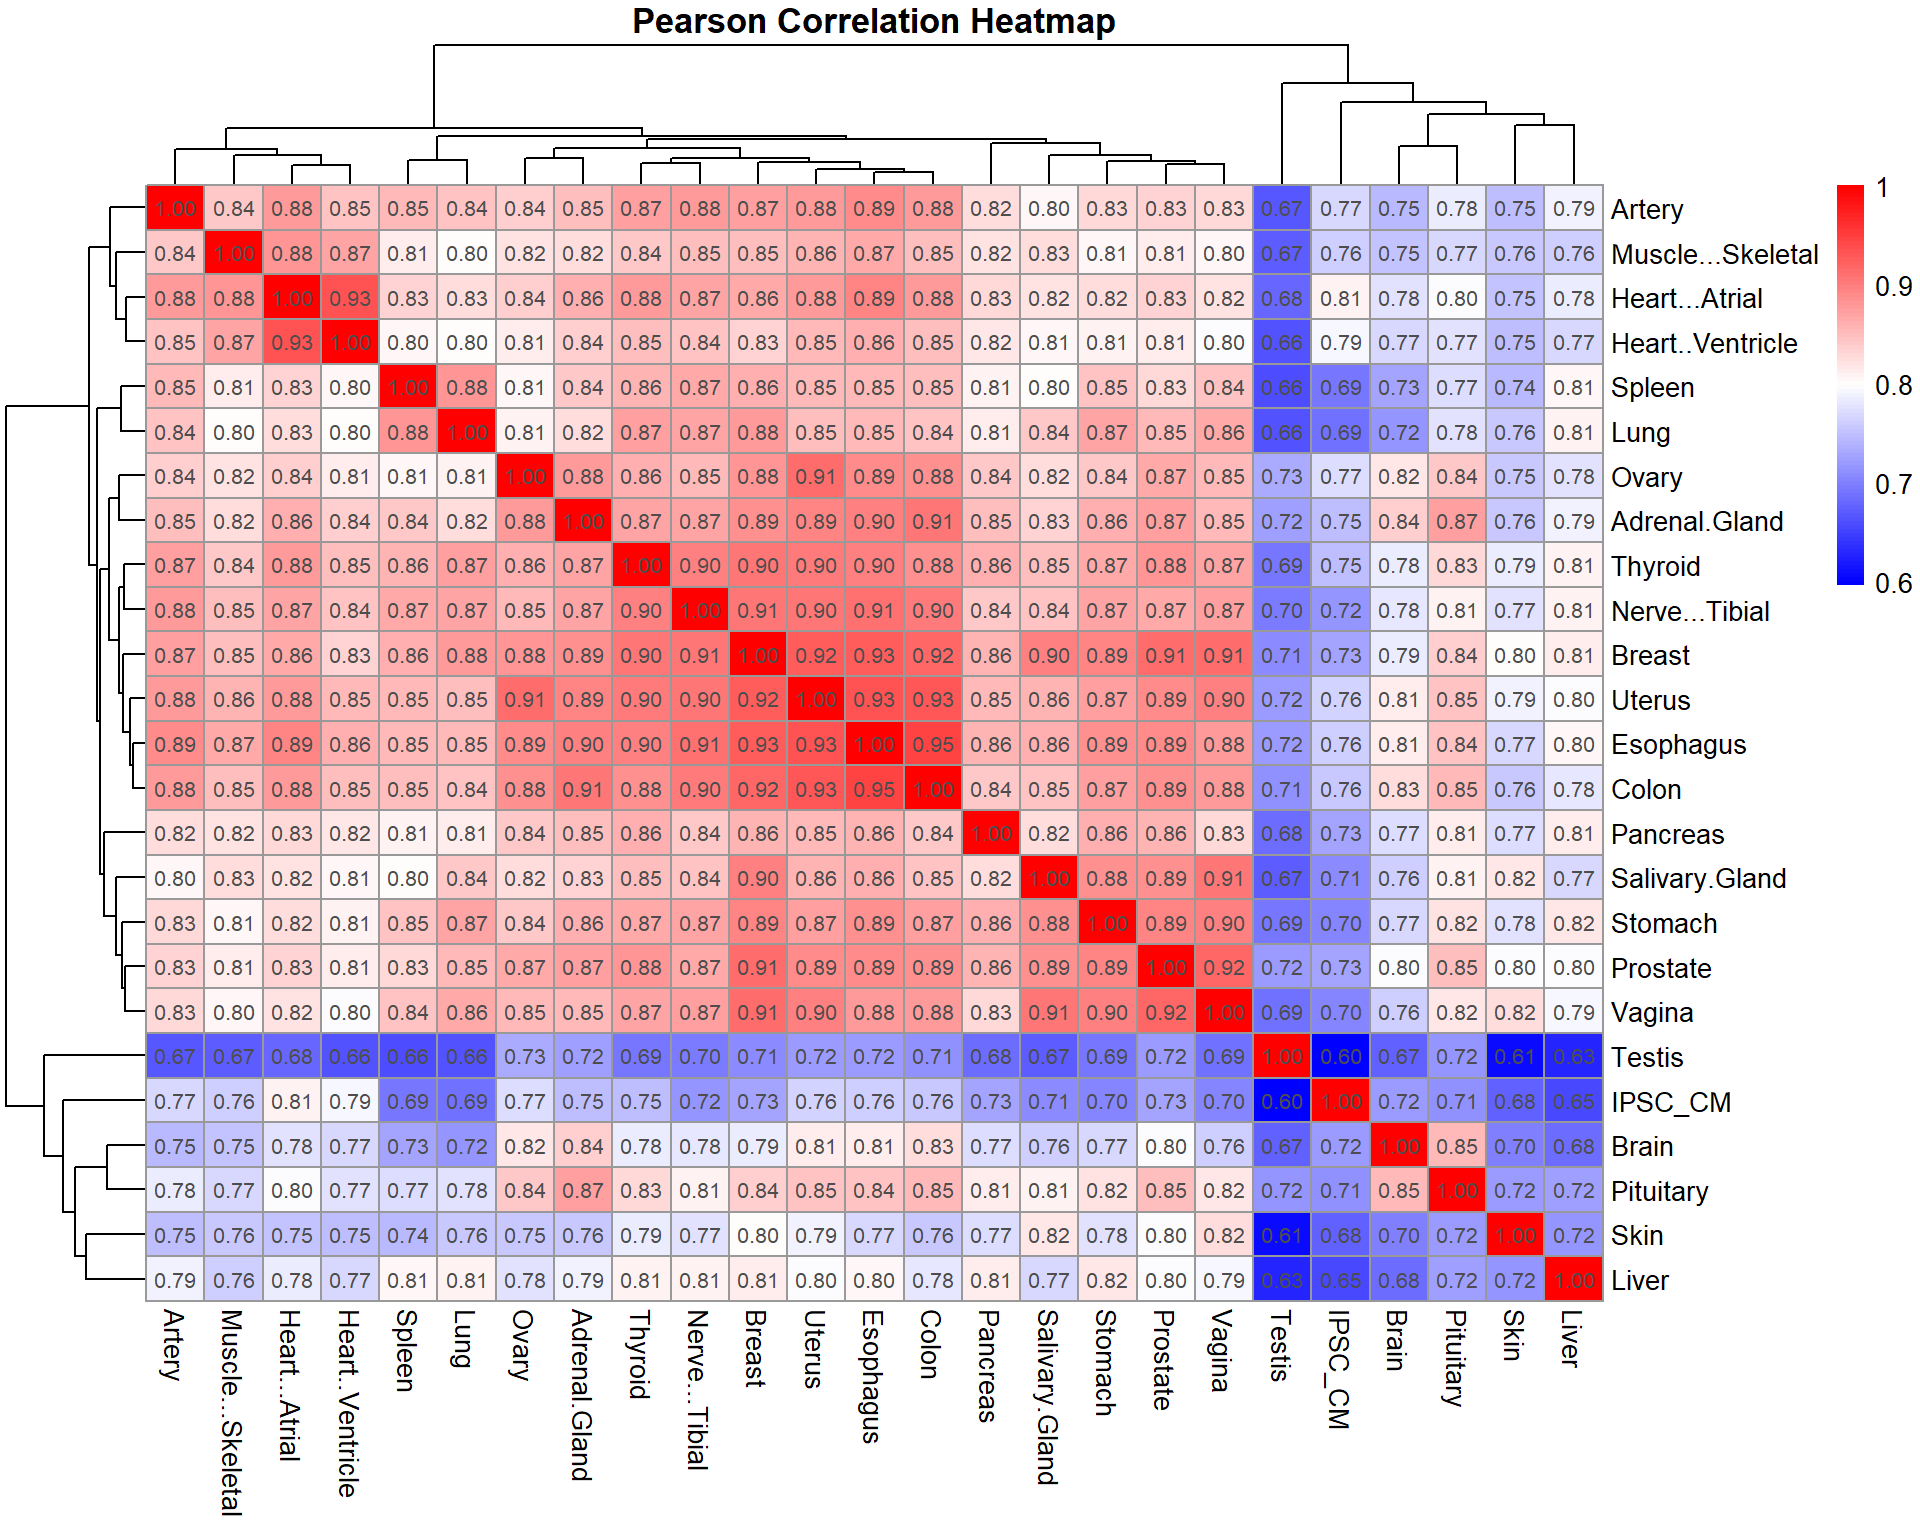 Pearson Correlation Heatmap
1.00 0.84 0.88 0.85 0.85 0.84 0.84 0.85 0.87 0.88 0.87 0.88 0.89 0.88 0.82 0.80 0.83 0.83 0.83 0.67 0.77 0.75 0.78 0.75 0.79 Artery
0.84 1.00 0.88 0.87 0.81 0.80 0.82 0.82 0.84 0.85 0.85 0.86 0.87 0.85 0.82 0.83 0.81 0.81 0.80 0.67 0.76 0.75 0.77 0.76 0.76 Muscle...Skeletal
0.88 0.88 1.00 0.93 0.83 0.83 0.84 0.86 0.88 0.87 0.86 0.88 0.89 0.88 0.83 0.82 0.82 0.83 0.82 0.68 0.81 0.78 0.80 0.75 0.78 Heart...Atrial
0.85 0.87 0.93 1.00 0.80 0.80 0.81 0.84 0.85 0.84 0.83 0.85 0.86 0.85 0.82 0.81 0.81 0.81 0.80 0.66 0.79 0.77 0.77 0.75 0.77 Heart..Ventricle
0.85 0.81 0.83 0.80 1.00 0.88 0.81 0.84 0.86 0.87 0.86 0.85 0.85 0.85 0.81 0.80 0.85 0.83 0.84 0.66 0.69 0.73 0.77 0.74 0.81 Spleen
0.84 0.80 0.83 0.80 0.88 1.00 0.81 0.82 0.87 0.87 0.88 0.85 0.85 0.84 0.81 0.84 0.87 0.85 0.86 0.66 0.69 0.72 0.78 0.76 0.81 Lung
0.84 0.82 0.84 0.81 0.81 0.81 1.00 0.88 0.86 0.85 0.88 0.91 0.89 0.88 0.84 0.82 0.84 0.87 0.85 0.73 0.77 0.82 0.84 0.75 0.78 Ovary
0.85 0.82 0.86 0.84 0.84 0.82 0.88 1.00 0.87 0.87 0.89 0.89 0.90 0.91 0.85 0.83 0.86 0.87 0.85 0.72 0.75 0.84 0.87 0.76 0.79 Adrenal.Gland
0.87 0.84 0.88 0.85 0.86 0.87 0.86 0.87 1.00 0.90 0.90 0.90 0.90 0.88 0.86 0.85 0.87 0.88 0.87 0.69 0.75 0.78 0.83 0.79 0.81 Thyroid
0.88 0.85 0.87 0.84 0.87 0.87 0.85 0.87 0.90 1.00 0.91 0.90 0.91 0.90 0.84 0.84 0.87 0.87 0.87 0.70 0.72 0.78 0.81 0.77 0.81 Nerve...Tibial
0.87 0.85 0.86 0.83 0.86 0.88 0.88 0.89 0.90 0.91 1.00 0.92 0.93 0.92 0.86 0.90 0.89 0.91 0.91 0.71 0.73 0.79 0.84 0.80 0.81 Breast
0.88 0.86 0.88 0.85 0.85 0.85 0.91 0.89 0.90 0.90 0.92 1.00 0.93 0.93 0.85 0.86 0.87 0.89 0.90 0.72 0.76 0.81 0.85 0.79 0.80 Uterus
0.89 0.87 0.89 0.86 0.85 0.85 0.89 0.90 0.90 0.91 0.93 0.93 1.00 0.95 0.86 0.86 0.89 0.89 0.88 0.72 0.76 0.81 0.84 0.77 0.80 Esophagus
0.88 0.85 0.88 0.85 0.85 0.84 0.88 0.91 0.88 0.90 0.92 0.93 0.95 1.00 0.84 0.85 0.87 0.89 0.88 0.71 0.76 0.83 0.85 0.76 0.78 Colon
0.82 0.82 0.83 0.82 0.81 0.81 0.84 0.85 0.86 0.84 0.86 0.85 0.86 0.84 1.00 0.82 0.86 0.86 0.83 0.68 0.73 0.77 0.81 0.77 0.81 Pancreas
0.80 0.83 0.82 0.81 0.80 0.84 0.82 0.83 0.85 0.84 0.90 0.86 0.86 0.85 0.82 1.00 0.88 0.89 0.91 0.67 0.71 0.76 0.81 0.82 0.77 Salivary.Gland
0.83 0.81 0.82 0.81 0.85 0.87 0.84 0.86 0.87 0.87 0.89 0.87 0.89 0.87 0.86 0.88 1.00 0.89 0.90 0.69 0.70 0.77 0.82 0.78 0.82 Stomach
0.83 0.81 0.83 0.81 0.83 0.85 0.87 0.87 0.88 0.87 0.91 0.89 0.89 0.89 0.86 0.89 0.89 1.00 0.92 0.72 0.73 0.80 0.85 0.80 0.80 Prostate
0.83 0.80 0.82 0.80 0.84 0.86 0.85 0.85 0.87 0.87 0.91 0.90 0.88 0.88 0.83 0.91 0.90 0.92 1.00 0.69 0.70 0.76 0.82 0.82 0.79 Vagina
0.67 0.67 0.68 0.66 0.66 0.66 0.73 0.72 0.69 0.70 0.71 0.72 0.72 0.71 0.68 0.67 0.69 0.72 0.69 1.00 0.60 0.67 0.72 0.61 0.63 Testis
0.77 0.76 0.81 0.79 0.69 0.69 0.77 0.75 0.75 0.72 0.73 0.76 0.76 0.76 0.73 0.71 0.70 0.73 0.70 0.60 1.00 0.72 0.71 0.68 0.65 IPSC_CM
0.75 0.75 0.78 0.77 0.73 0.72 0.82 0.84 0.78 0.78 0.79 0.81 0.81 0.83 0.77 0.76 0.77 0.80 0.76 0.67 0.72 1.00 0.85 0.70 0.68 Brain
0.78 0.77 0.80 0.77 0.77 0.78 0.84 0.87 0.83 0.81 0.84 0.85 0.84 0.85 0.81 0.81 0.82 0.85 0.82 0.72 0.71 0.85 1.00 0.72 0.72 Pituitary
0.75 0.76 0.75 0.75 0.74 0.76 0.75 0.76 0.79 0.77 0.80 0.79 0.77 0.76 0.77 0.82 0.78 0.80 0.82 0.61 0.68 0.70 0.72 1.00 0.72 Skin
0.79 0.76 0.78 0.77 0.81 0.81 0.78 0.79 0.81 0.81 0.81 0.80 0.80 0.78 0.81 0.77 0.82 0.80 0.79 0.63 0.65 0.68 0.72 0.72 1.00 Liver
Artery
Muscle...Skeletal
Heart...Atrial
Heart..Ventricle
Spleen
Lung
Ovary
Adrenal.Gland
Thyroid
Nerve...Tibial
Breast
Uterus
Esophagus
Colon
Pancreas
Salivary.Gland
Stomach
Prostate
Vagina
Testis
IPSC_CM
Brain
Pituitary
Skin
Liver
1
0.9
0.8
0.7
0.6